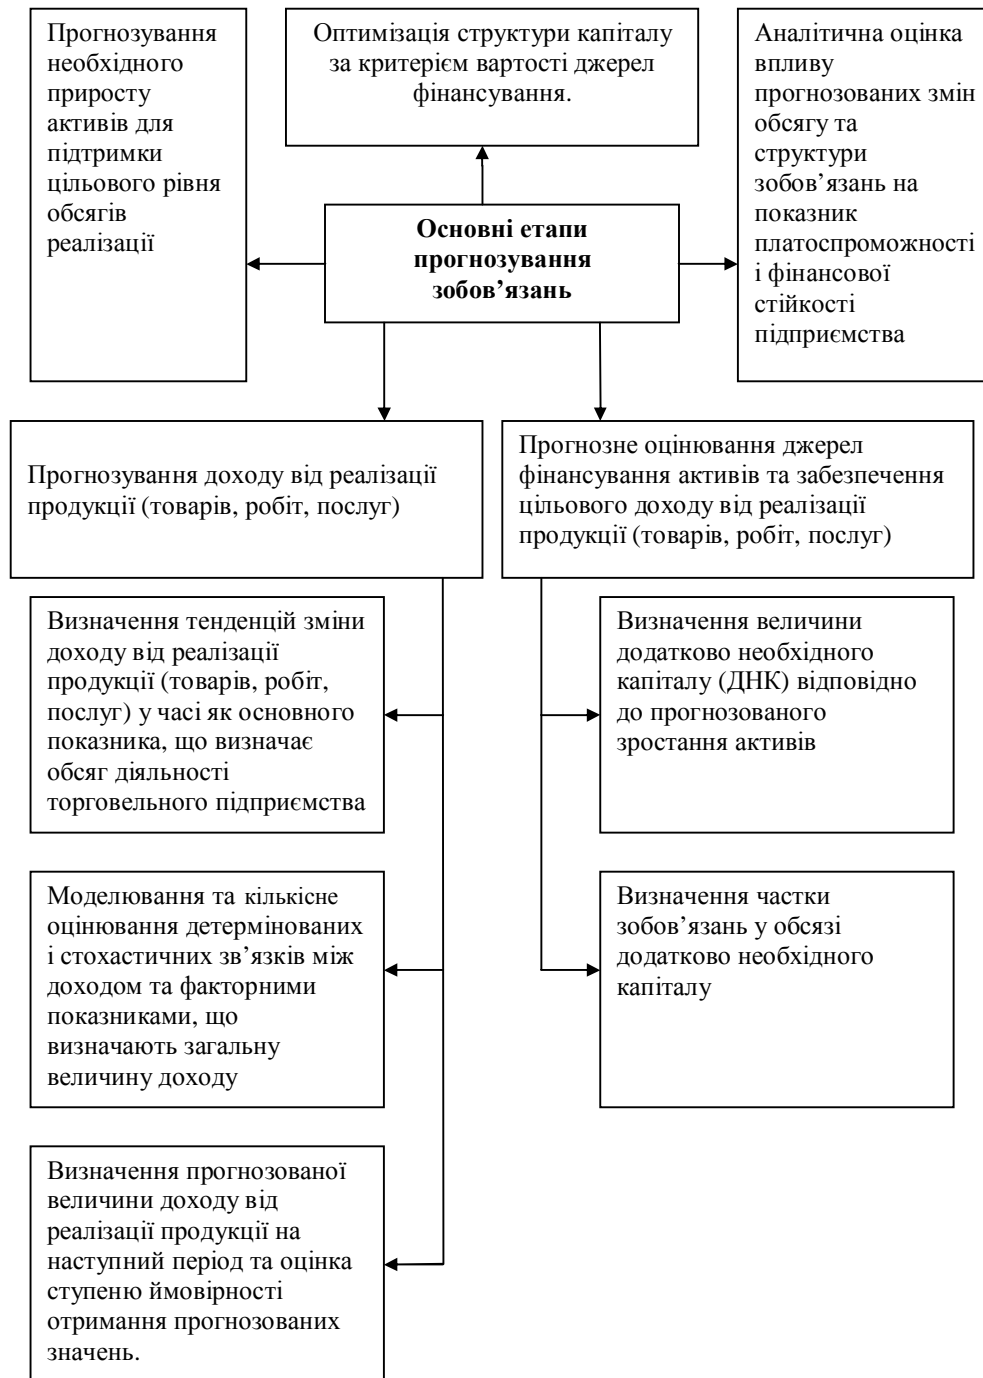 Прогнозування
необхідного
приросту
активів для
підтримки
цільового рівня
обсягів
реалізації
Оптимізація структури капіталу
за критерієм вартості джерел
фінансування.
Аналітична оцінка
впливу
прогнозованих змін
обсягу та
структури
зобов’язань на
показник
платоспроможності
і фінансової
стійкості
підприємства
Основні етапи
прогнозування
зобов’язань
Прогнозування доходу від реалізації
продукції (товарів, робіт, послуг)
Прогнозне оцінювання джерел
фінансування активів та забезпечення
цільового доходу від реалізації
продукції (товарів, робіт, послуг)
Визначення тенденцій зміни
доходу від реалізації
продукції (товарів, робіт,
послуг) у часі як основного
показника, що визначає
обсяг діяльності
торговельного підприємства
Визначення величини
додатково необхідного
капіталу (ДНК) відповідно
до прогнозованого
зростання активів
Моделювання та кількісне
оцінювання детермінованих
і стохастичних зв’язків між
доходом та факторними
показниками, що
визначають загальну
величину доходу
Визначення частки
зобов’язань у обсязі
додатково необхідного
капіталу
Визначення прогнозованої
величини доходу від
реалізації продукції на
наступний період та оцінка
ступеню ймовірності
отримання прогнозованих
значень.